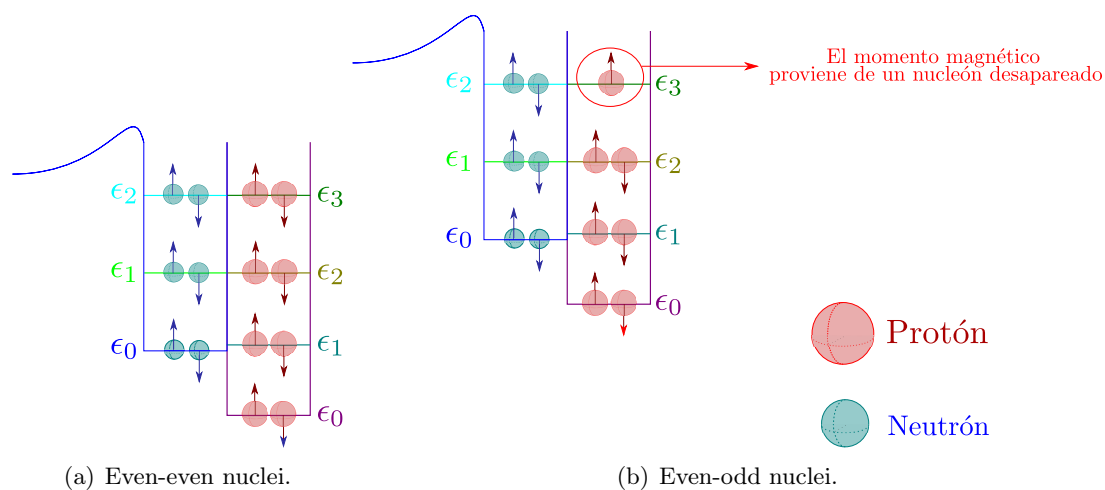 El momento magnético
proviene de un nucleón desapareado
ϵ2
ϵ3
ϵ1
ϵ2
ϵ0
ϵ1
ϵ0
ϵ2
ϵ3
ϵ1
ϵ2
ϵ0
ϵ1
ϵ0
Protón
Neutrón
(a) Even-even nuclei.
(b) Even-odd nuclei.